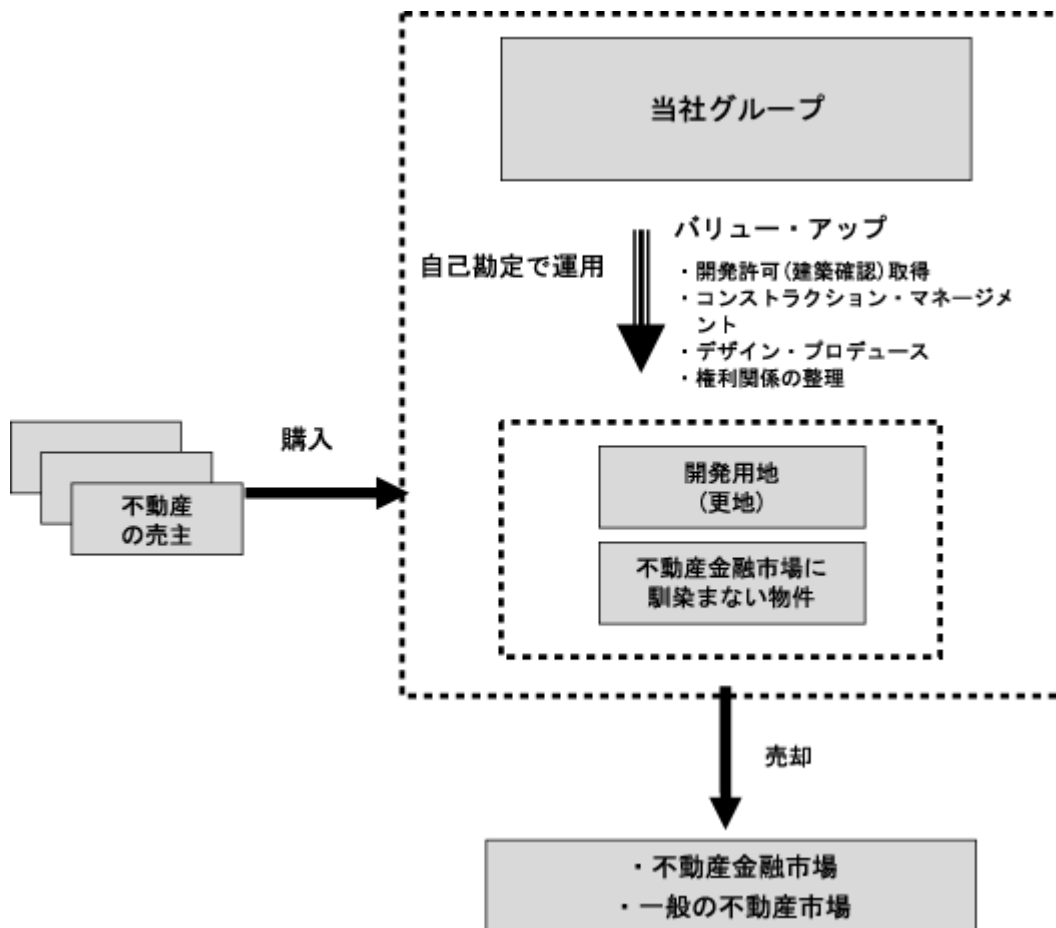 当社グループ
自己勘定で運用
バリュー・アップ
・開発許可(建築確認)取得
・コンストラクション・マネージメ
ント
・デザイン・プロデュース
・権利関係の整理
購入
不動産
の売主
開発用地
(更地)
不動産金融市場に
馴染まない物件
売却
・不動産金融市場
・一般の不動産市場